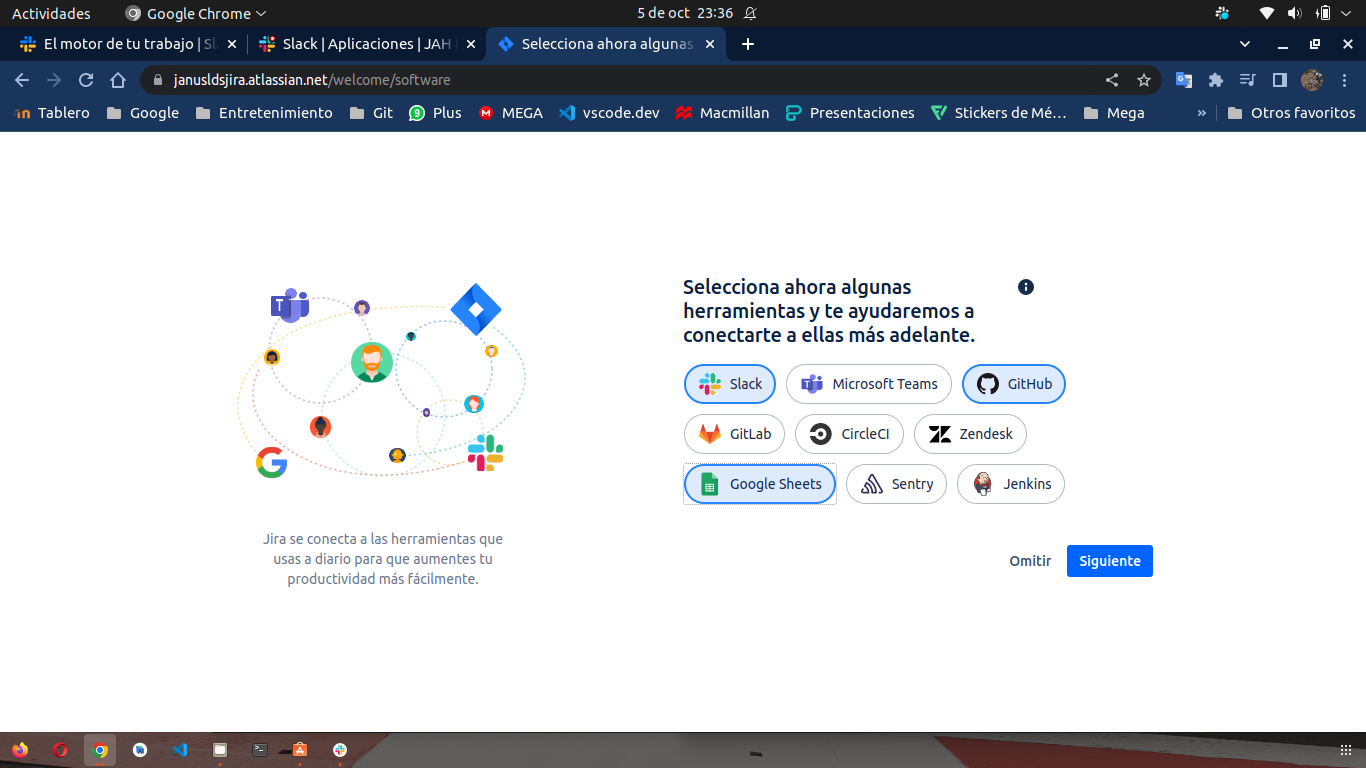 Actividades Google Chrome 5 de oct 23:36
El motor de tu trabajo | Sl Slack | Aplicaciones | JAH Selecciona ahora algunas
janusldsjira.atlassian.net/welcome/software
Tablero Google Entretenimiento Git 9 Plus M MEGA vscode.dev Macmillan Presentaciones Stickers de Mé... Mega » Otros favoritos
Selecciona ahora algunas
herramientas y te ayudaremos a
conectarte a ellas más adelante.
Slack Microsoft Teams GitHub
GitLab CircleCI Zendesk
Google Sheets Sentry Jenkins
Jira se conecta a las herramientas que
usas a diario para que aumentes tu
productividad más fácilmente.
Omitir Siguiente